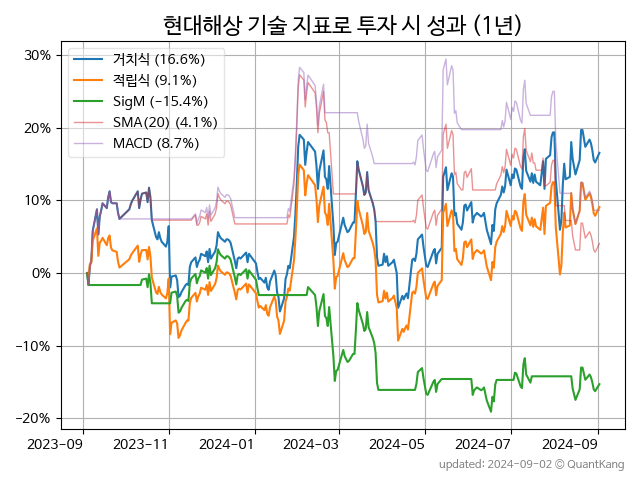 현대해상 기술 지표로 투자 시 성과 (1년)
30%
20%
10%
0%
−10%
−20%
거치식 (16.6%)
적립식 (9.1%)
SigM (−15.4%)
SMA(20) (4.1%)
MACD (8.7%)
2023-09
2023-11
2024-01
2024-03
2024-05
2024-07
2024-09
updated: 2024-09-02 © QuantKang